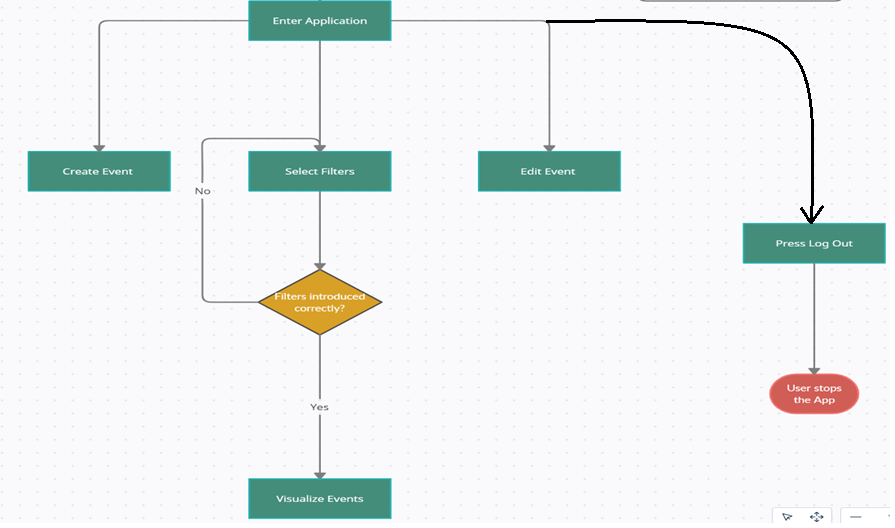 Enter Application
Create Event
Select Filters
Edit Event
No
Press Log Out
Filters introduced
correctly?
User stops
the App
Yes
Visualize Events